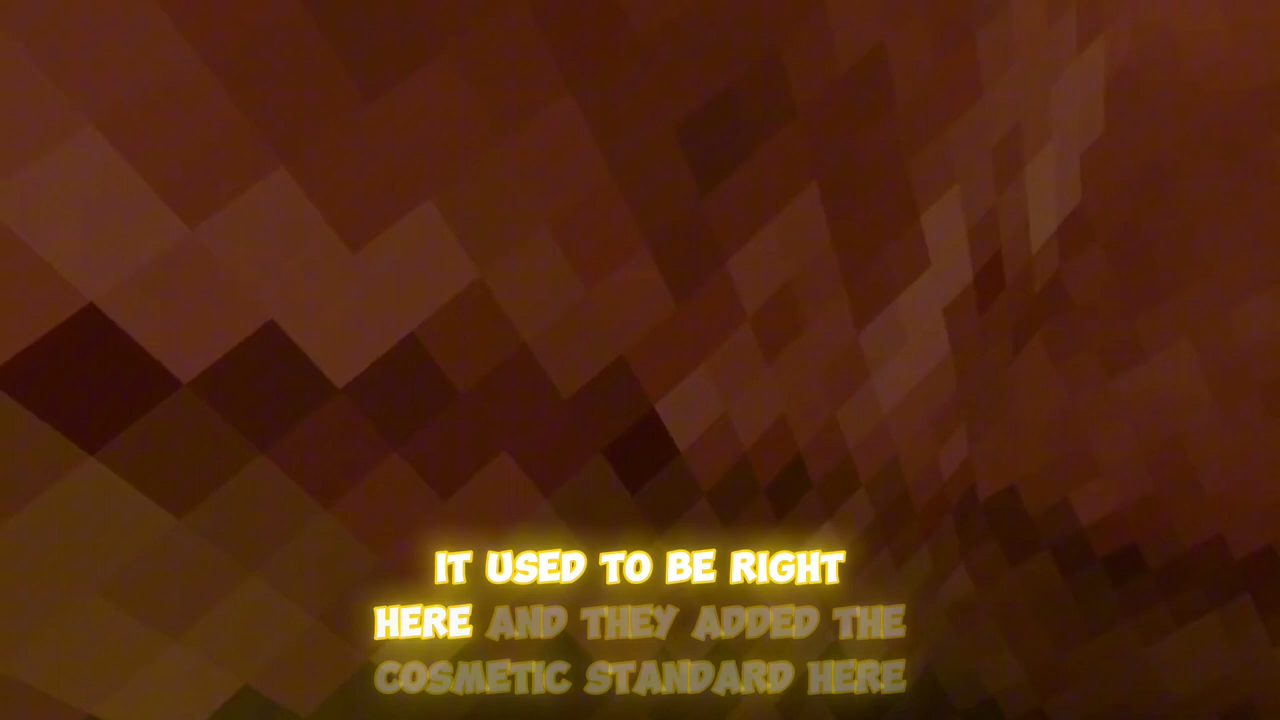 IT USED TO BE RIGHT
HERE AND THEY ADDED THE
COSMETIC STANDARD HERE